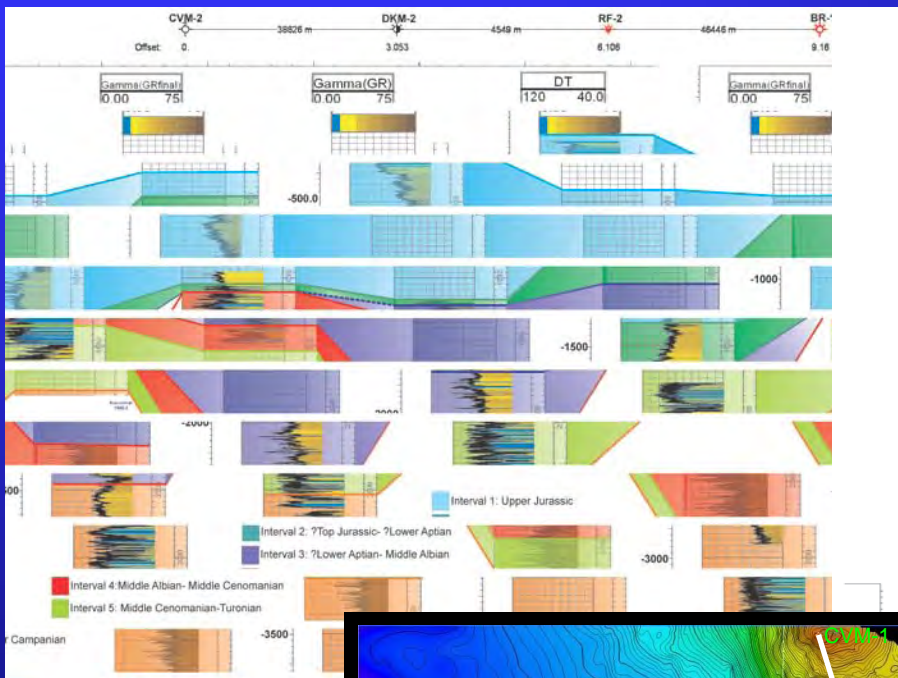 CVM-2 DKM-2 RF-2 BR-
38626 m 4549 m 46446 m
Offset: 0. 3.053 6.106 9.16
Gamma(GRfinal) Gamma(GR) DT Gamma(GRfinal)
0.00 75 0.00 75 120 40.0 0.00 75
-500.0
-1000
-1500
-2000
500
Interval 1: Upper Jurassic
Interval 2: ?Top Jurassic- ?Lower Aptian
Interval 3: ?Lower Aptian- Middle Albian
-3000
Interval 4:Middle Albian- Middle Cenomanian
Interval 5: Middle Cenomanian-Turonian
r Campanian
-3500
CVM-1